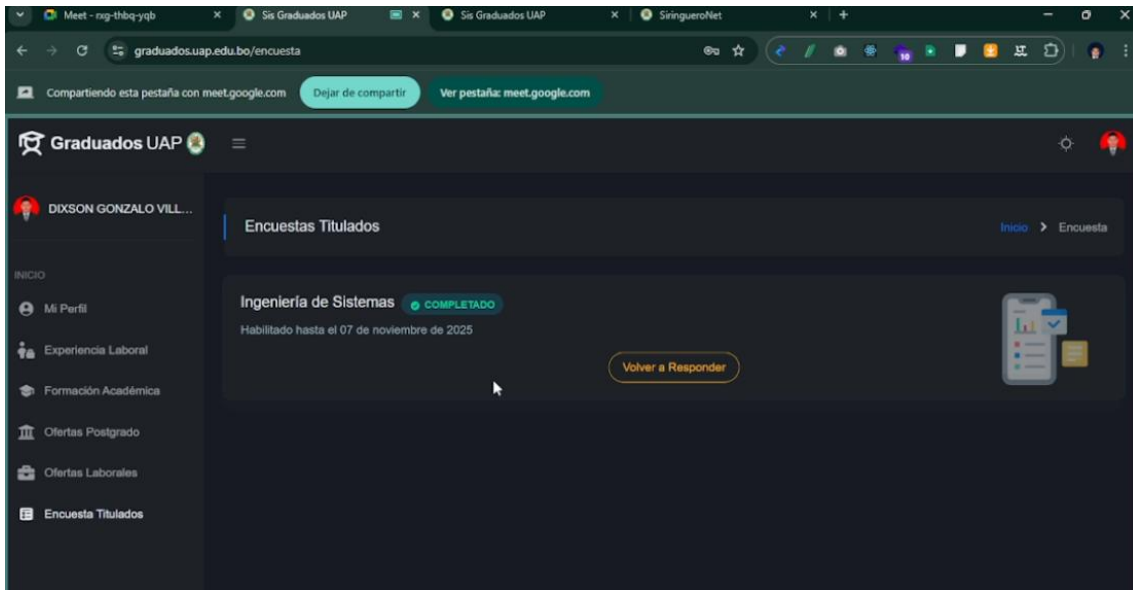 Meet - rxg-thbq-yqb
Sis Graduados UAP
Sis Graduados UAP
SiringueroNet
graduados.uap.edu.bo/encuesta
10
Compartiendo esta pestaña con meet.google.com
Dejar de compartir
Ver pestaña: meet.google.com
Graduados UAP
DIXSON GONZALO VILL...
Encuestas Titulados
Inicio > Encuesta
INICIO
Mi Perfil
Experiencia Laboral
Formación Académica
Ofertas Postgrado
Ofertas Laborales
Encuesta Titulados
Ingeniería de Sistemas COMPLETADO
Habilitado hasta el 07 de noviembre de 2025
Volver a Responder